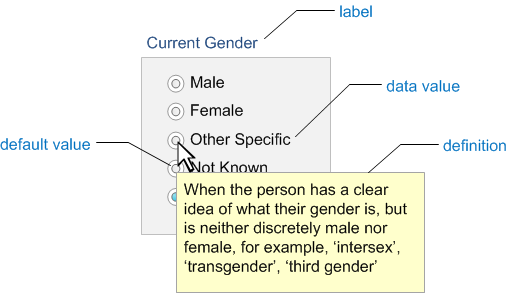 label
Current Gender
Male
Female
data value
Other Specific
default value
definition
Not Known
When the person has a clear
idea of what their gender is, but
is neither discretely male nor
female, for example, ‘intersex’,
‘transgender’, ‘third gender’